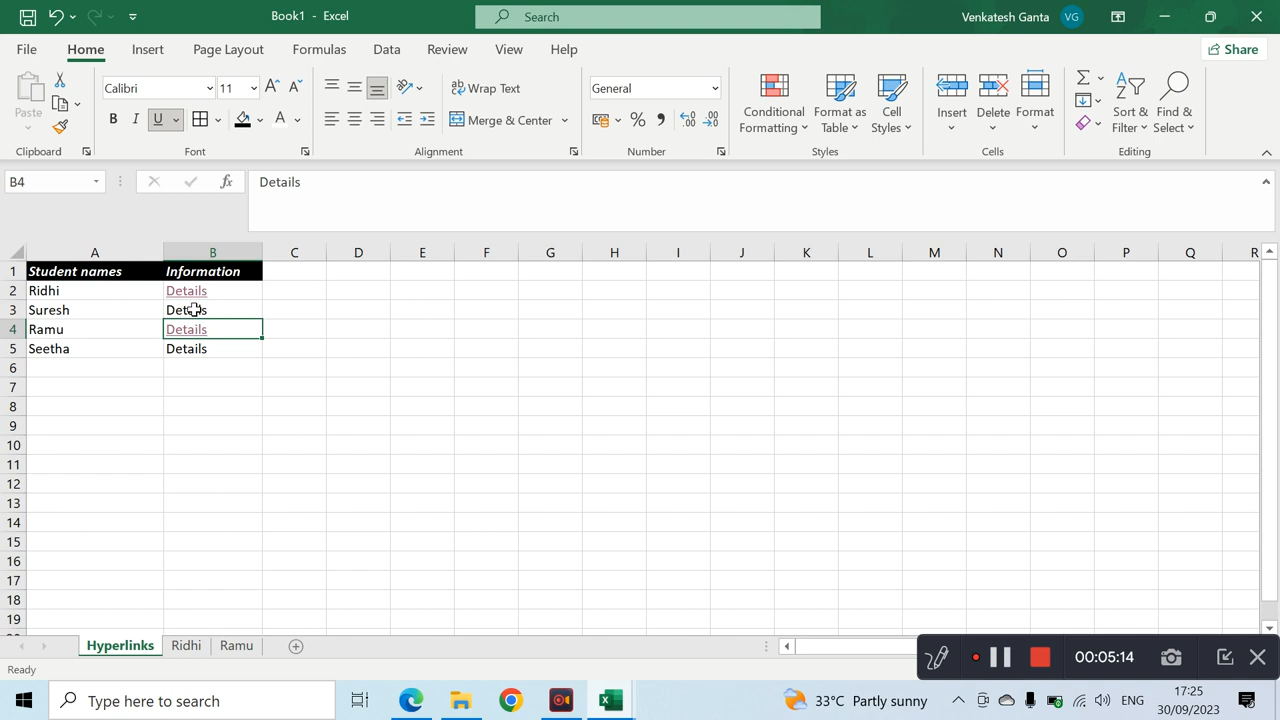 Book1 - Excel
Search
Venkatesh Ganta
VG
File
Home
Insert
Page Layout
Formulas
Data
Review
View
Help
Share
Paste
Clipboard
Calibri
11
B I U
Font
Wrap Text
Merge & Center
Alignment
General
Number
Conditional
Formatting
Format as
Table
Cell
Styles
Styles
Insert
Delete
Format
Cells
Sort &
Filter
Find &
Select
Editing
B4
fx
Details
A B C D E F G H I J K L M N O P Q R
1 Student names Information
2 Ridhi Details
3 Suresh Details
4 Ramu Details
5 Seetha Details
6
7
8
9
10
11
12
13
14
15
16
17
18
19
Hyperlinks
Ridhi
Ramu
Ready
00:05:14
Type here to search
33°C Partly sunny
ENG
17:25
30/09/2023